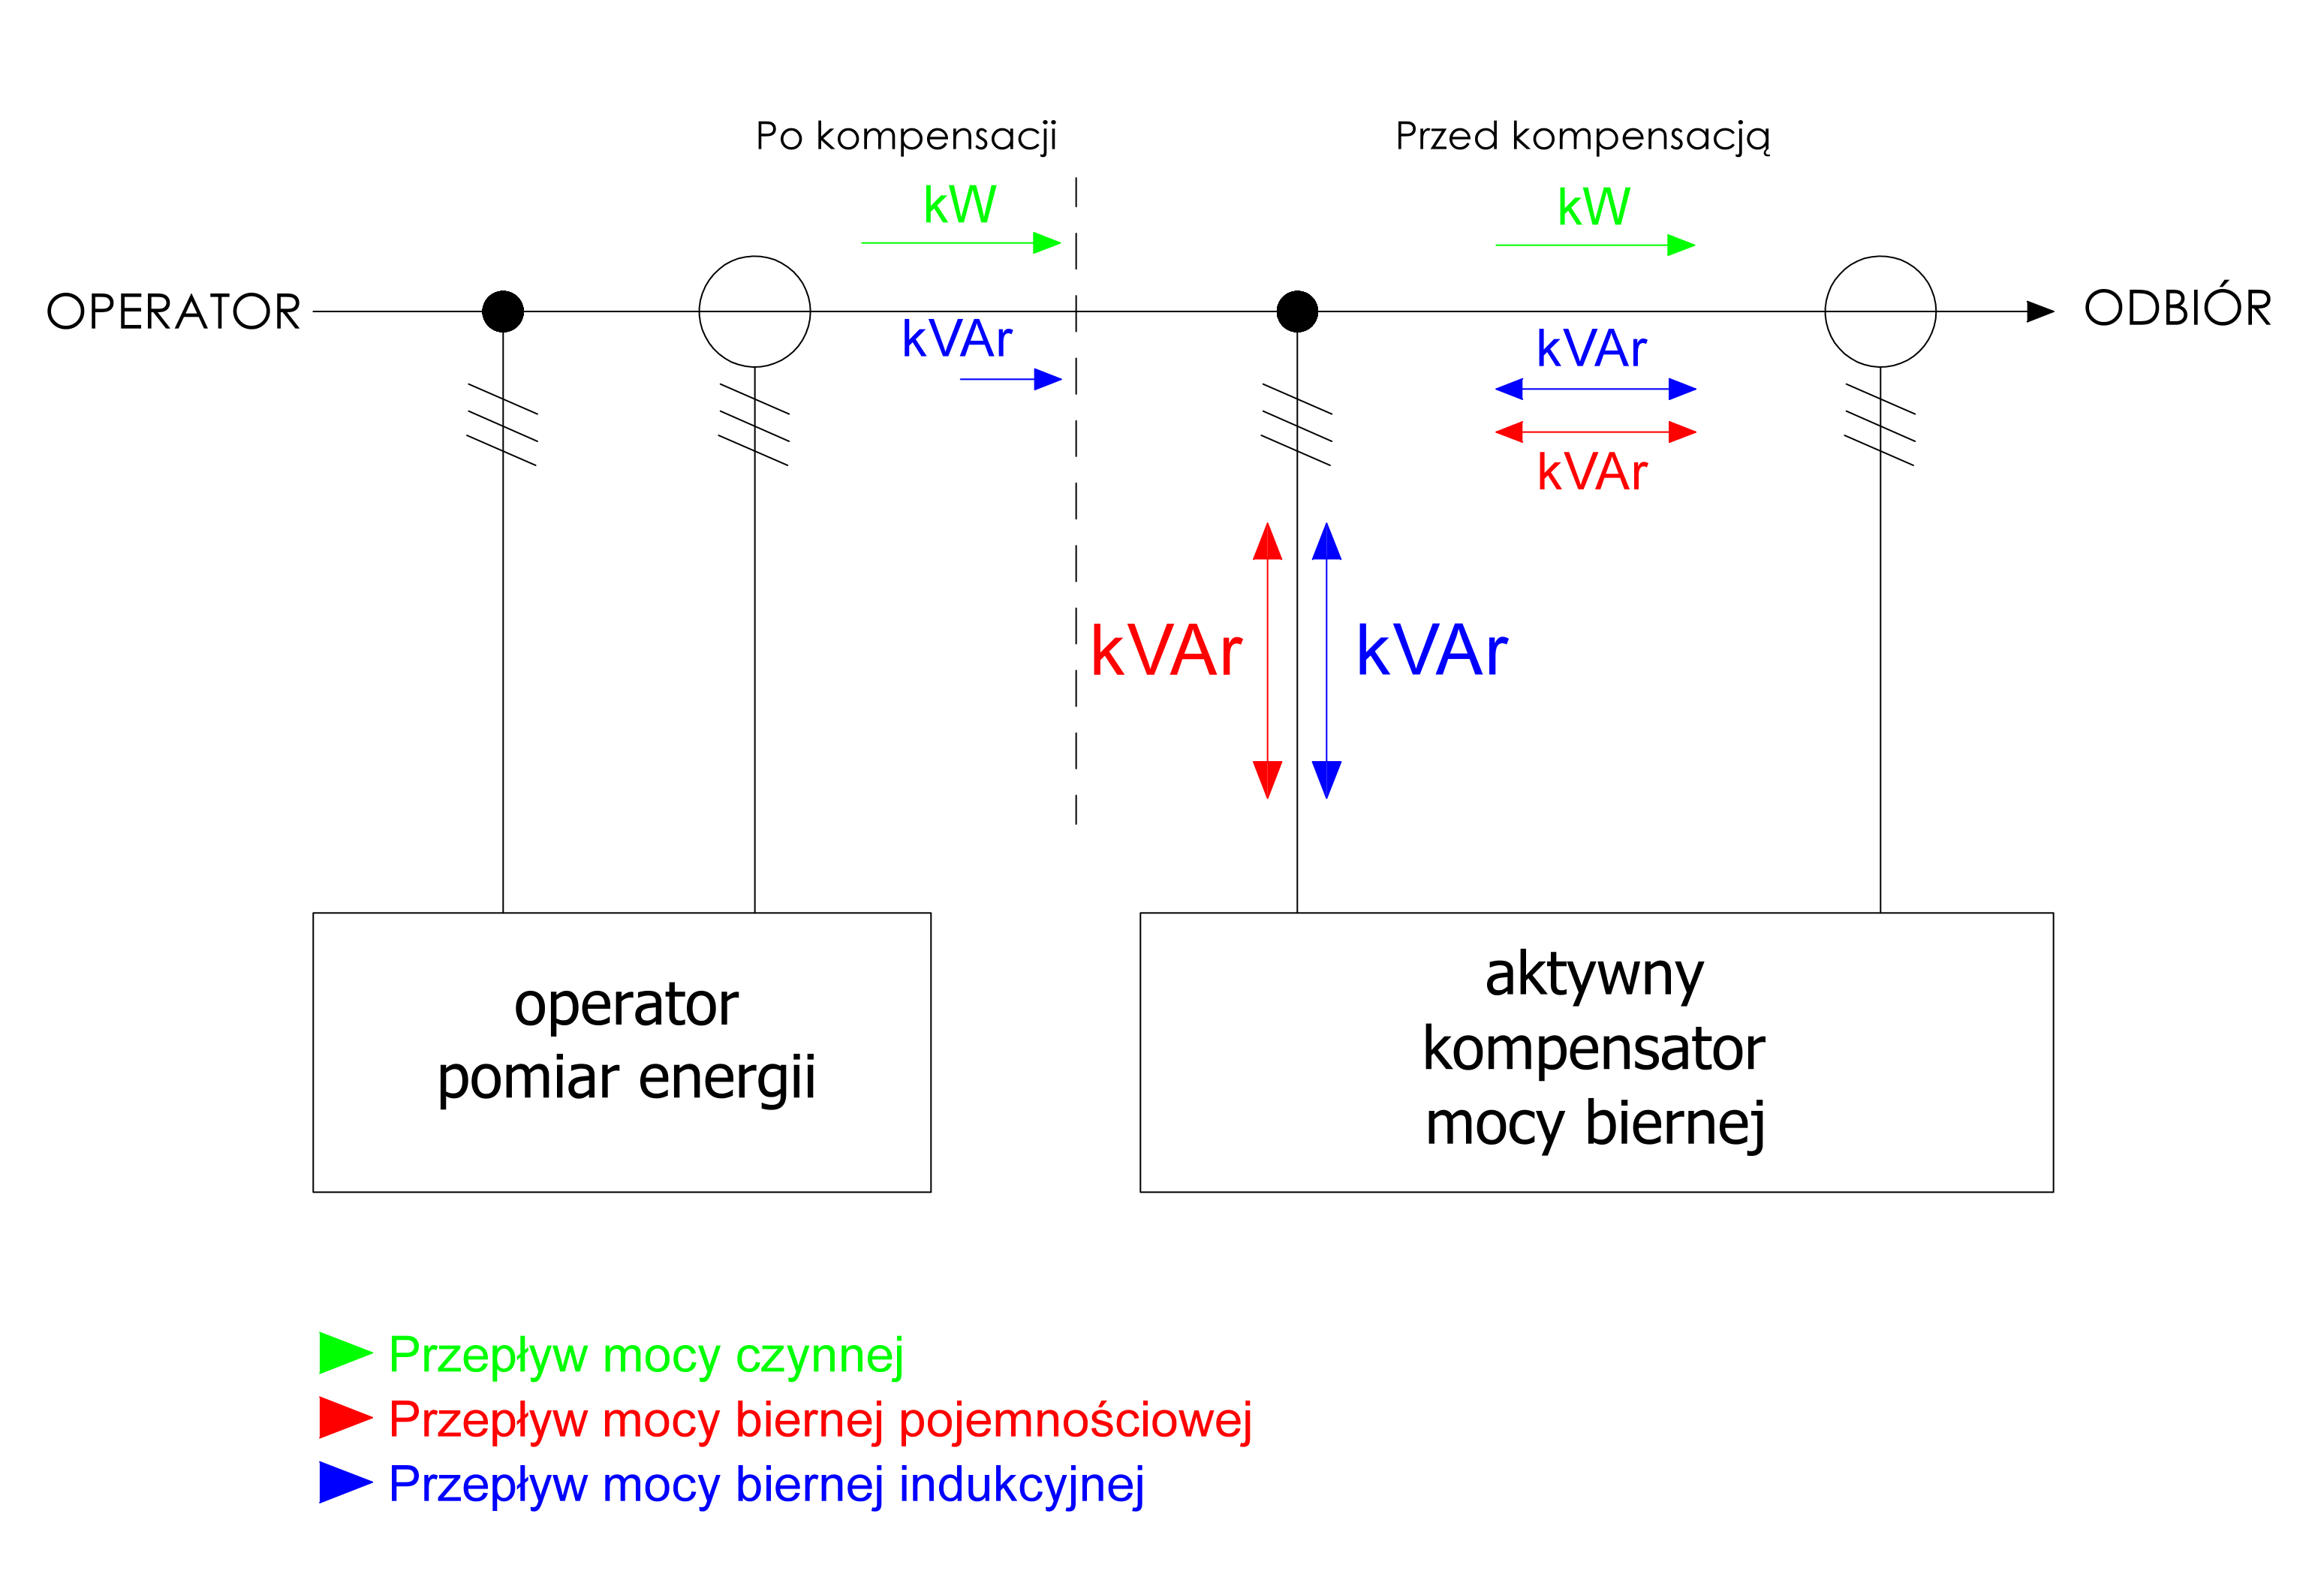 Po kompensacji
Przed kompensacją
kW
kW
OPERATOR
ODBIÓR
kVAr
kVAr
kVAr
kVAr
kVAr
operator
pomiar energii
aktywny
kompensator
mocy biernej
Przepływ mocy czynnej
Przepływ mocy biernej pojemnościowej
Przepływ mocy biernej indukcyjnej